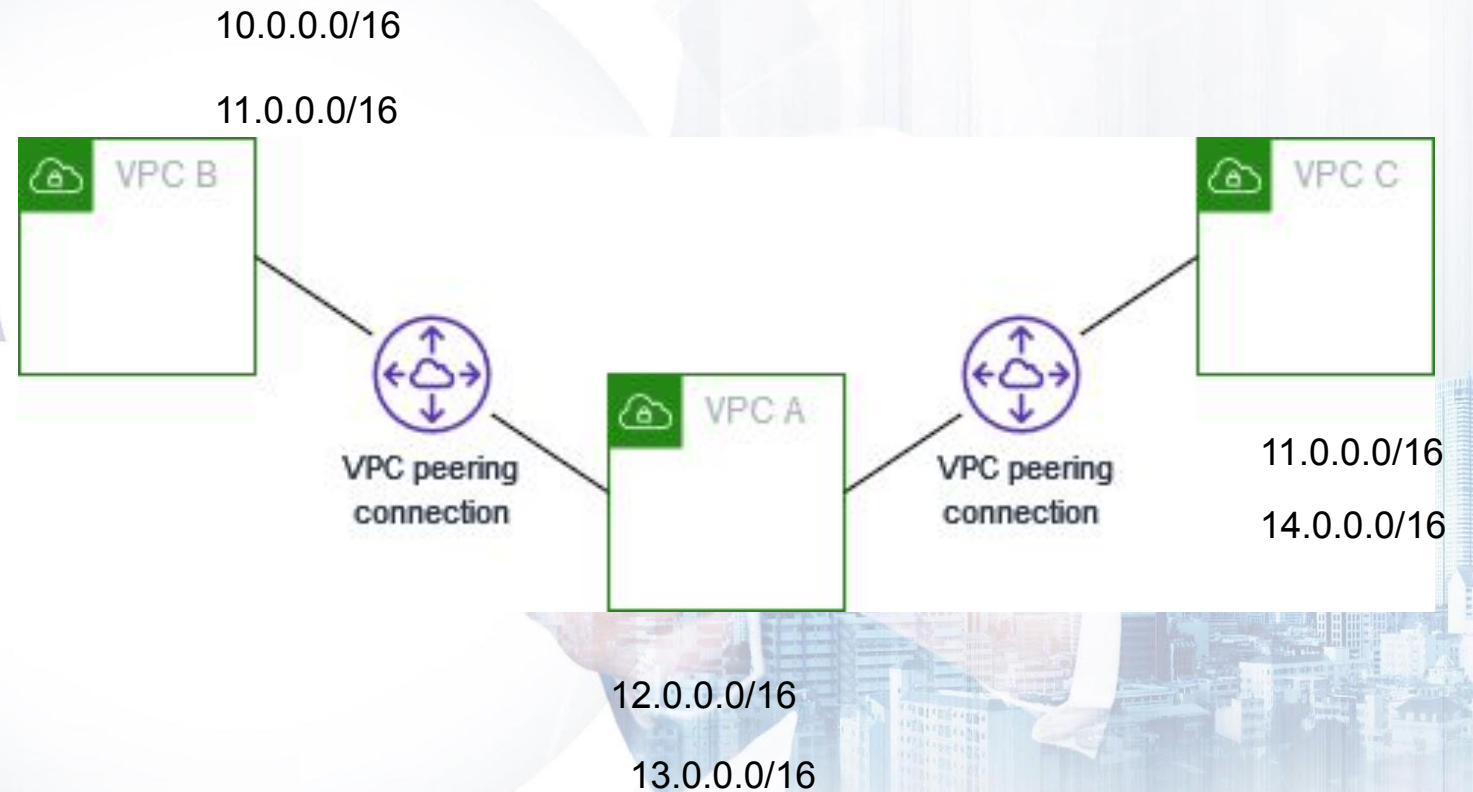 10.0.0.0/16
11.0.0.0/16
VPC B
VPC C
VPC peering
connection
VPC A
VPC peering
connection
11.0.0.0/16
14.0.0.0/16
12.0.0.0/16
13.0.0.0/16